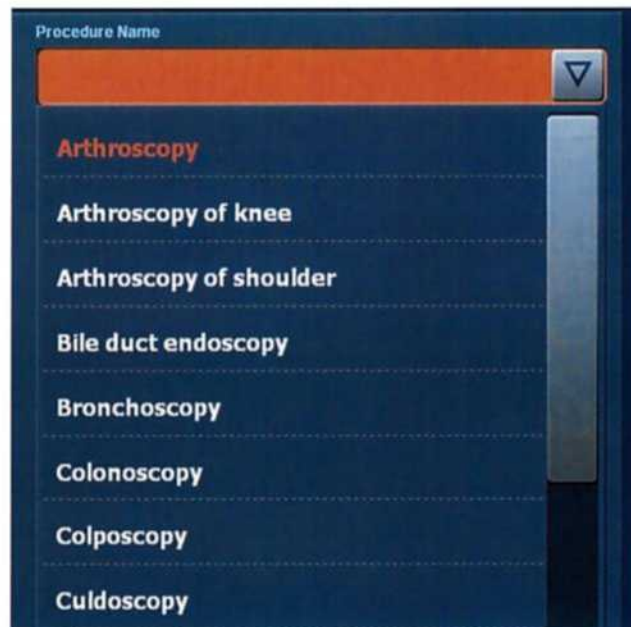 Procedure Name
Arthroscopy
Arthroscopy of knee
Arthroscopy of shoulder
Bile duct endoscopy
Bronchoscopy
Colonoscopy
Colposcopy
Culdoscopy